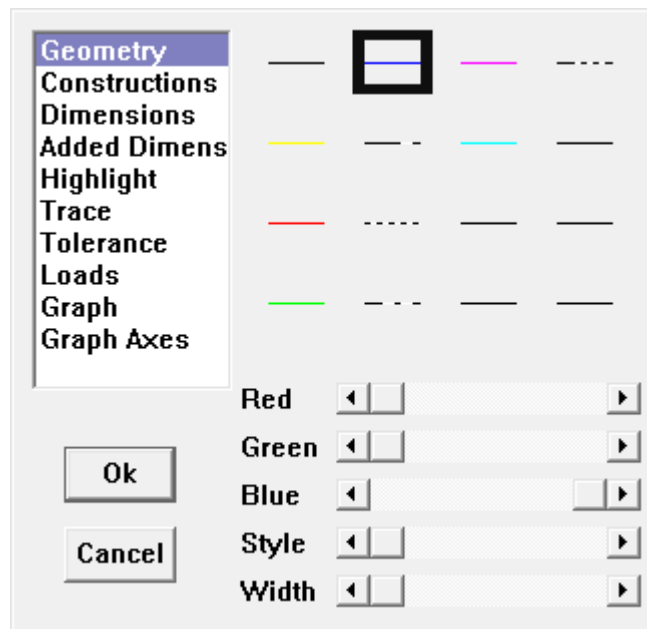 Geometry
Constructions
Dimensions
Added Dimens
Highlight
Trace
Tolerance
Loads
Graph
Graph Axes
Red
Green
Blue
Style
Width
Ok
Cancel